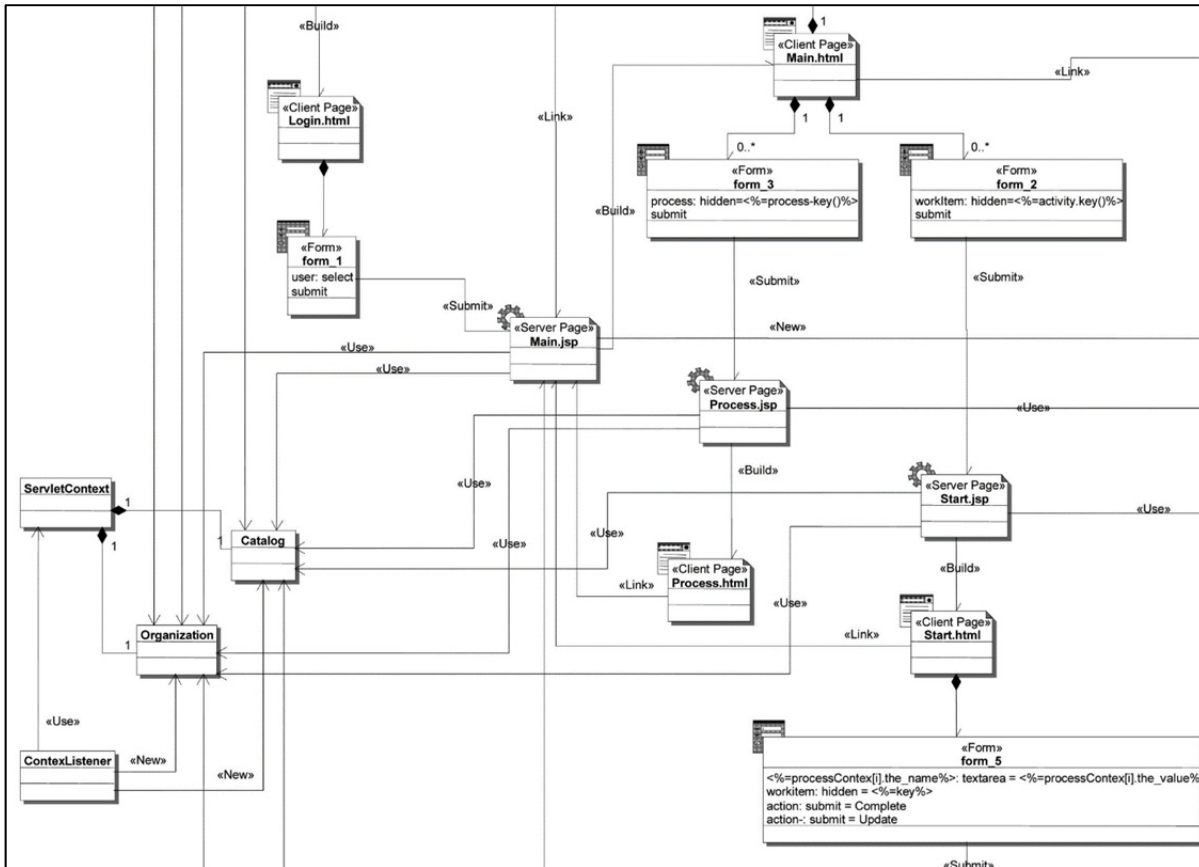 «Build»
1
«Client Page»
Main.html
«Link»
1
1
«Client Page»
Login.html
«Link»
0..*
0..*
«Form»
form_3
process: hidden=<%=process-key()%>
submit
«Form»
form_2
workItem: hidden=<%=activity.key()%>
submit
«Build»
«Form»
form_1
user: select
submit
«Submit»
«Submit»
«Submit»
«Server Page»
Main.jsp
«New»
«Use»
«Use»
«Server Page»
Process.jsp
«Use»
«Build»
«Use»
«Server Page»
Start.jsp
«Use»
ServletContext
1
1
1
Catalog
«Use»
«Use»
«Client Page»
Process.html
«Link»
«Build»
«Use»
«Client Page»
Start.html
«Link»
Organization
1
«Use»
ContexListener
«New»
«New»
«Form»
form_5
<%=processContex[i].the_name%>: textarea = <%=processContex[i].the_value%
workitem: hidden = <%=key%>
action: submit = Complete
action-: submit = Update
«Submit»